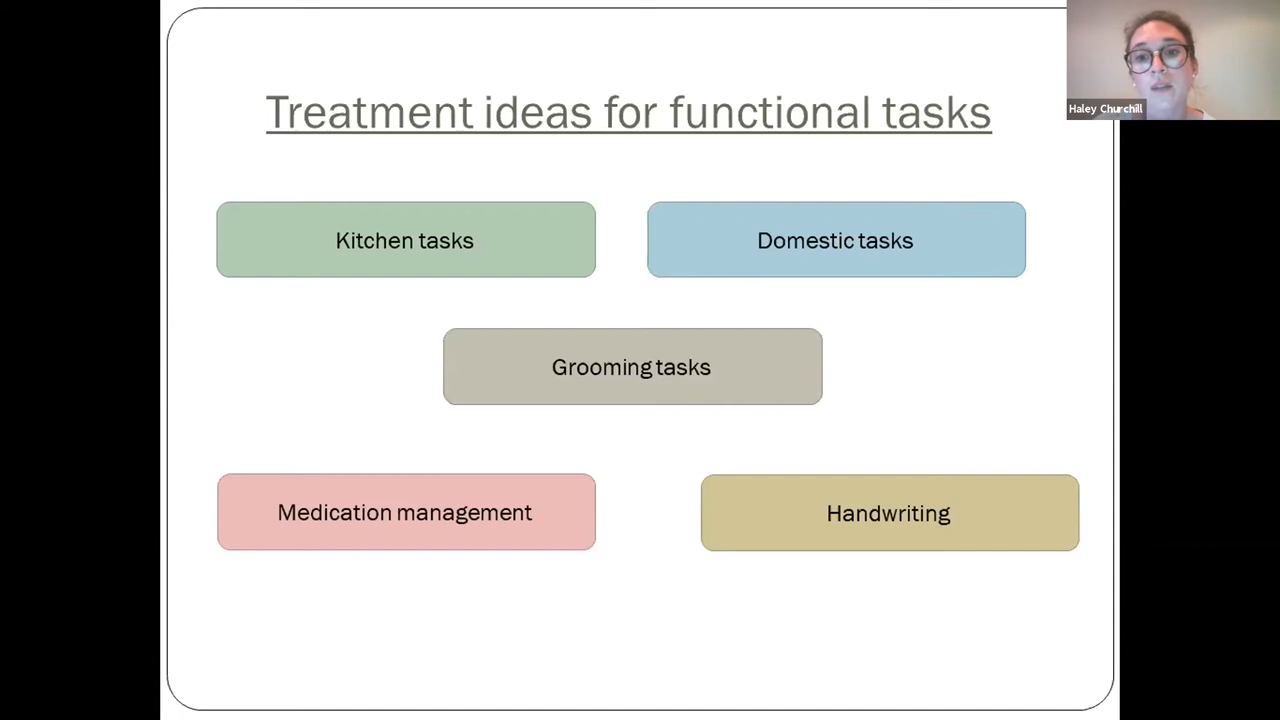 Haley Churchill
Treatment ideas for functional tasks
Kitchen tasks
Domestic tasks
Grooming tasks
Medication management
Handwriting